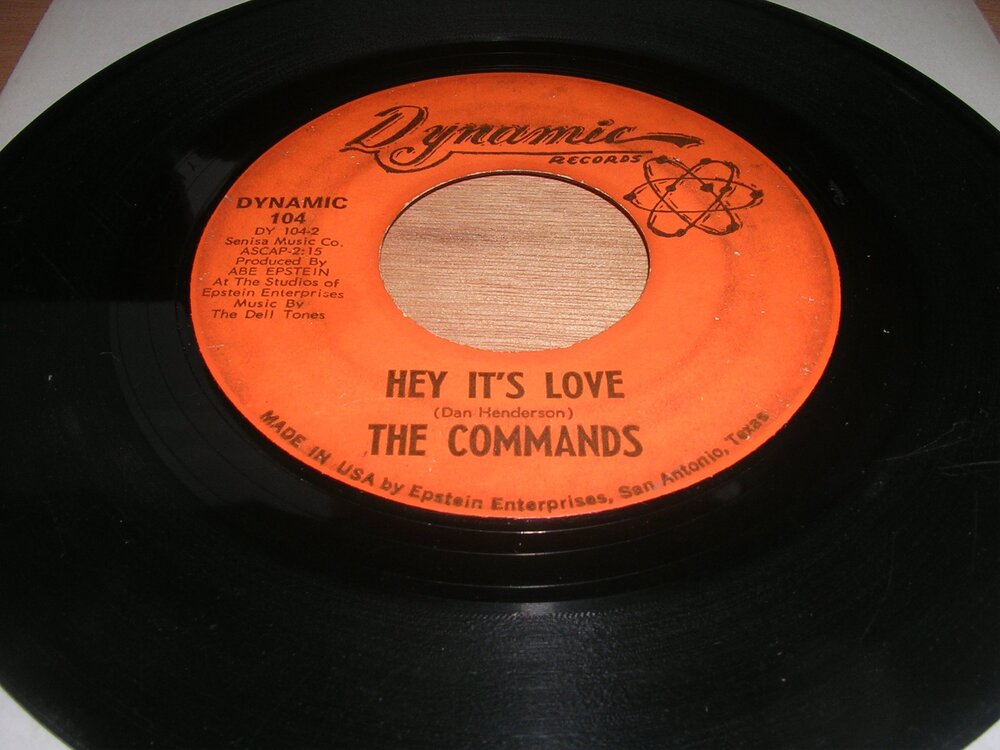 Dynamic
RECORDS
DYNAMIC
104
DY 104-2
Senisa Music Co.
ASCAP-2:15
Produced By
ABE EPSTEIN
At The Studios of
Epstein Enterprises
Music By
The Dell Tones
HEY IT'S LOVE
(Dan Henderson)
THE COMMANDS
MADE IN USA by Epstein Enterprises, San Antonio, Texas